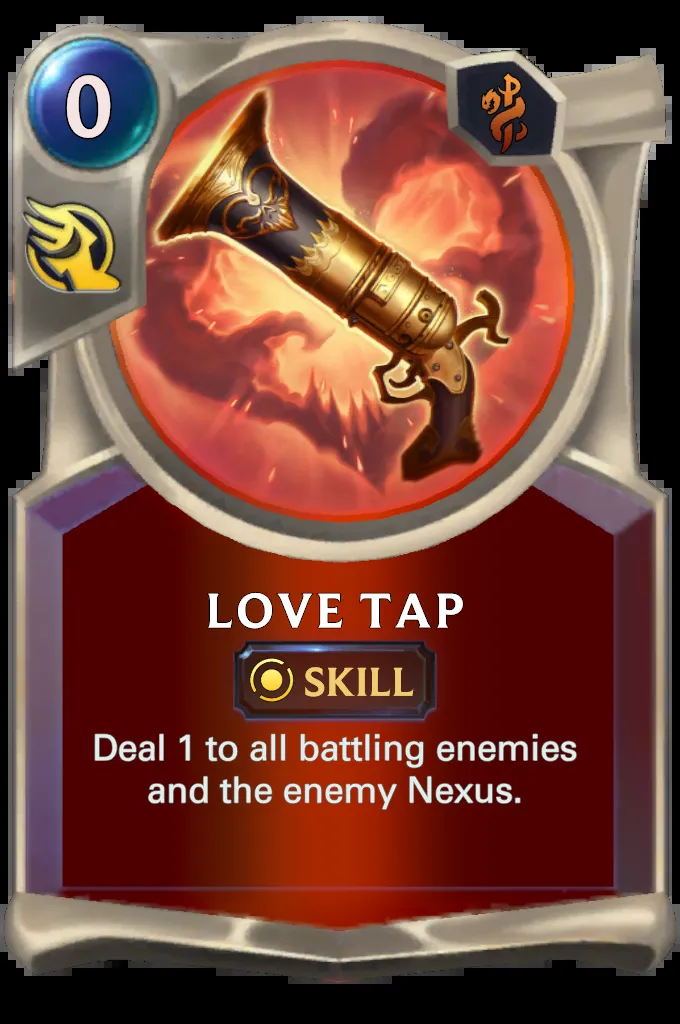 0
LOVE TAP
SKILL
Deal 1 to all battling enemies
and the enemy Nexus.